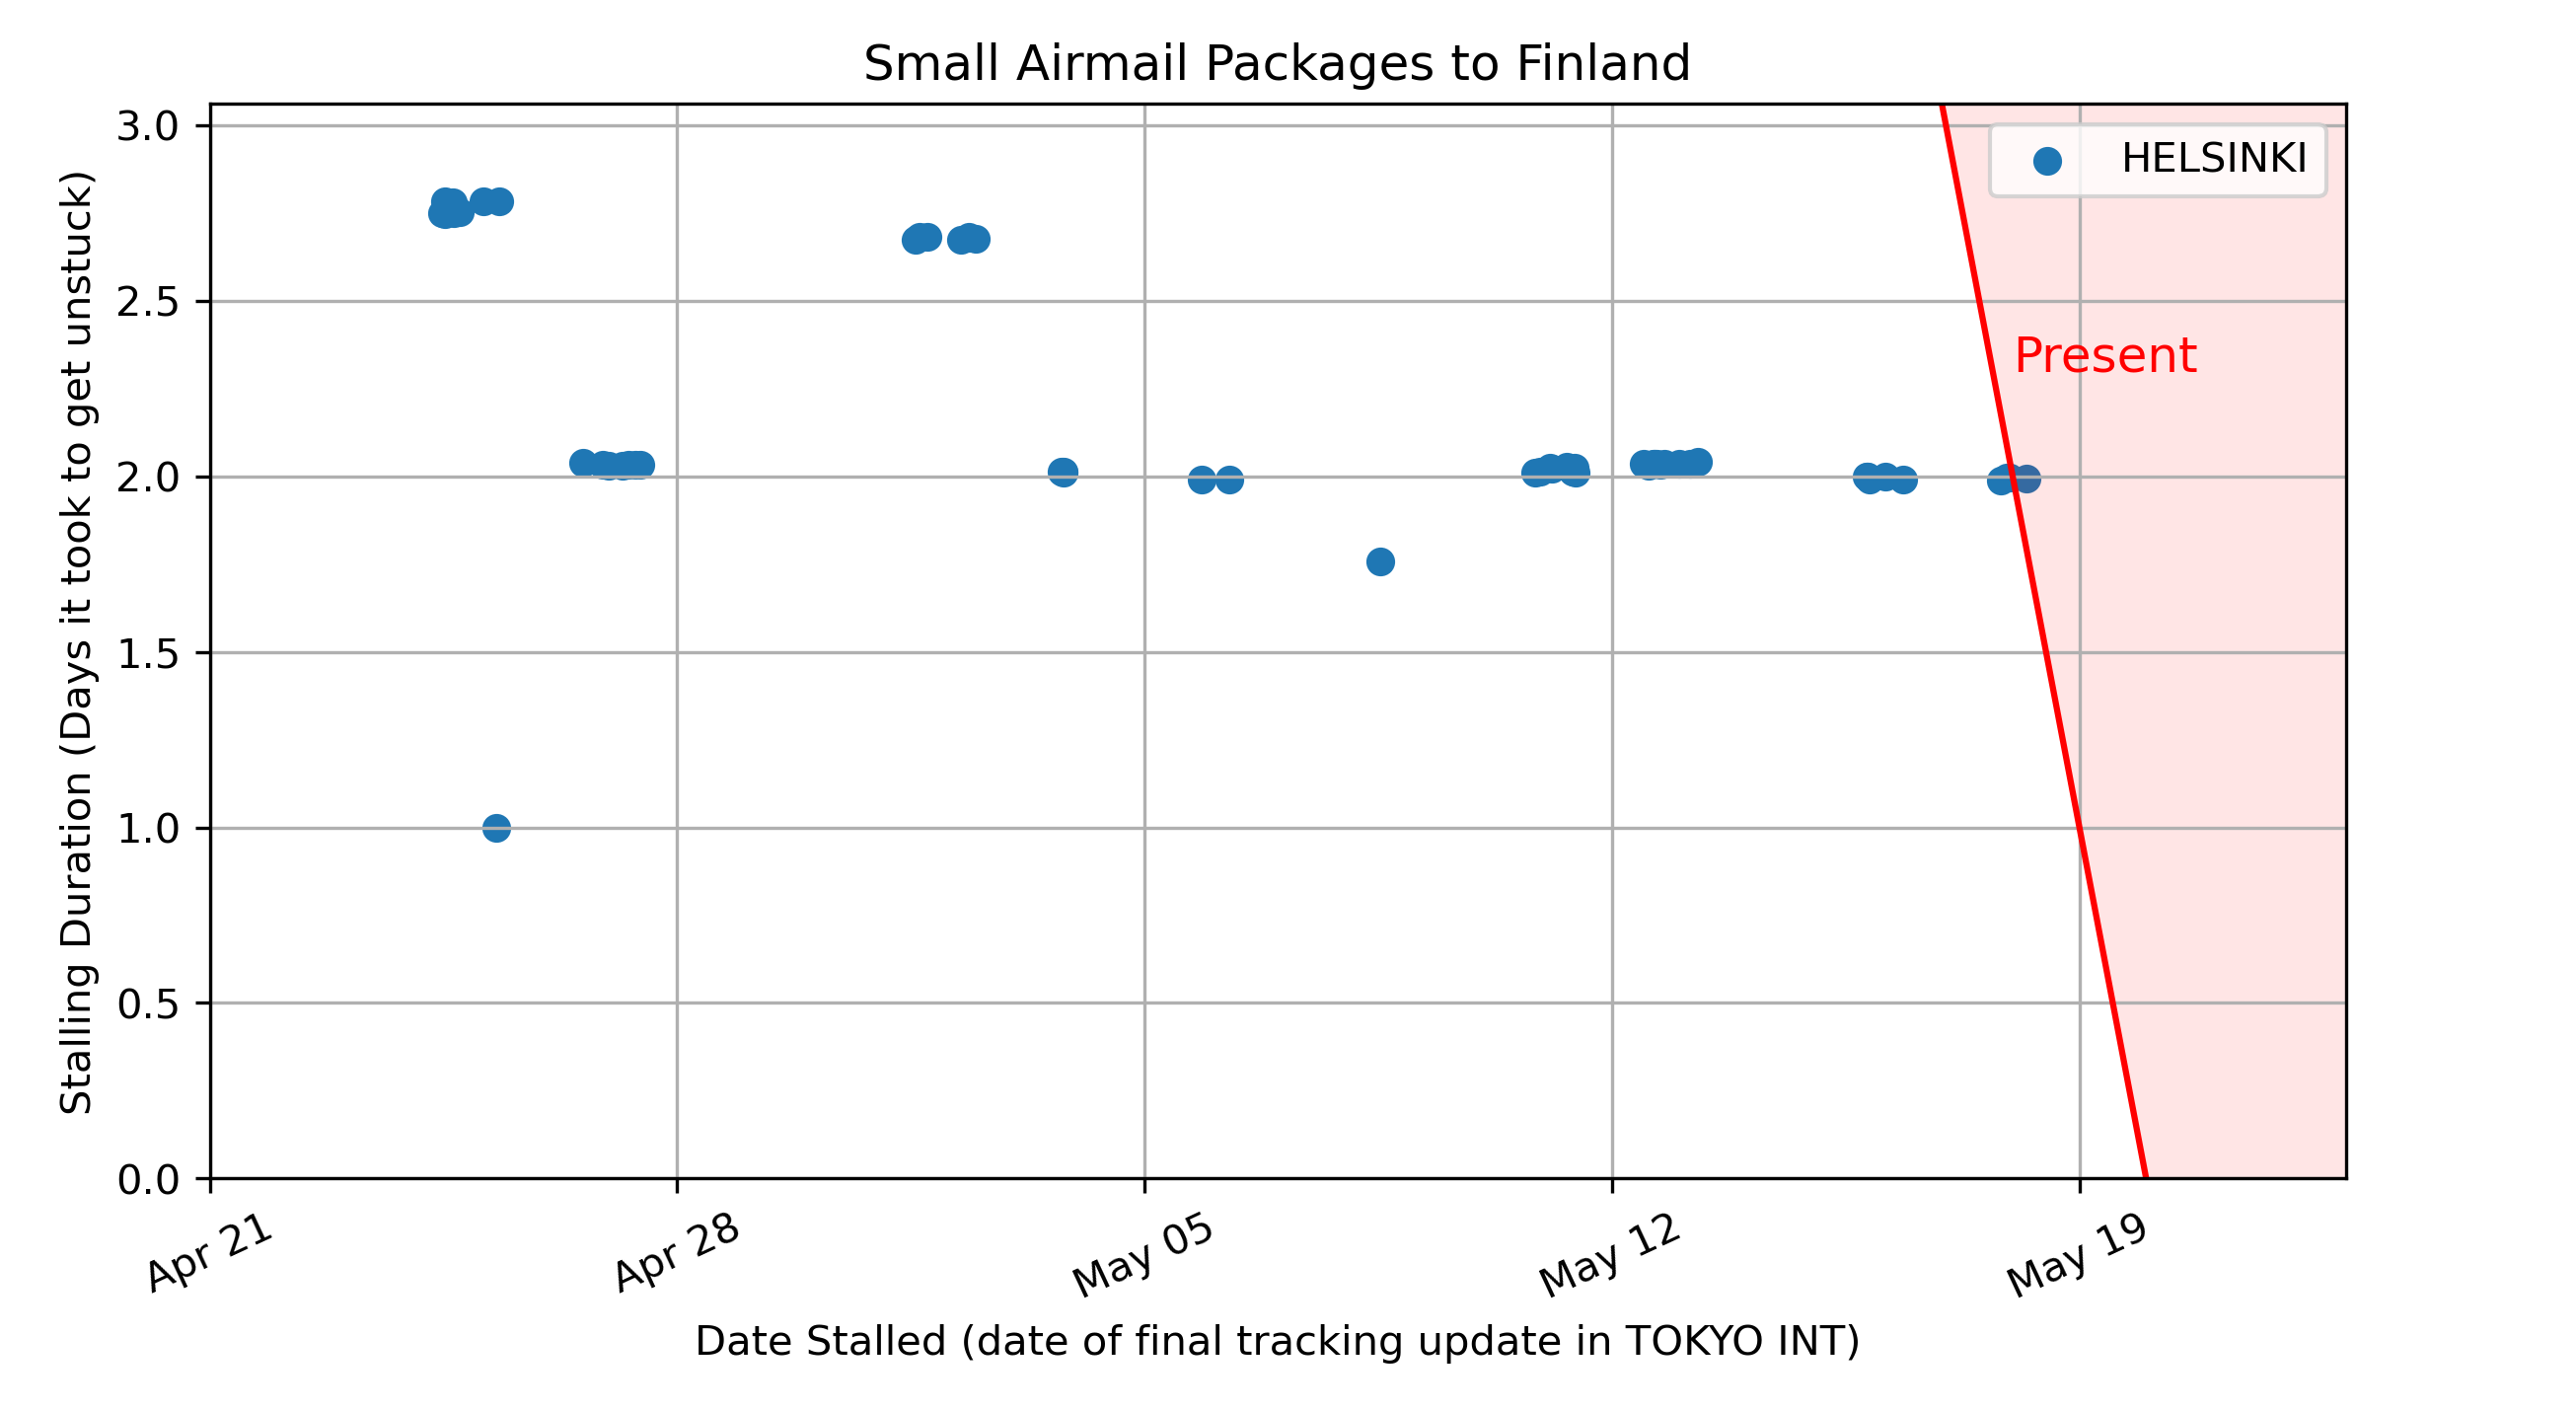 Small Airmail Packages to Finland
Stalling Duration (Days it took to get unstuck)
3.0
2.5
2.0
1.5
1.0
0.5
0.0
HELSINKI
Present
Apr 21
Apr 28
May 05
May 12
May 19
Date Stalled (date of final tracking update in TOKYO INT)